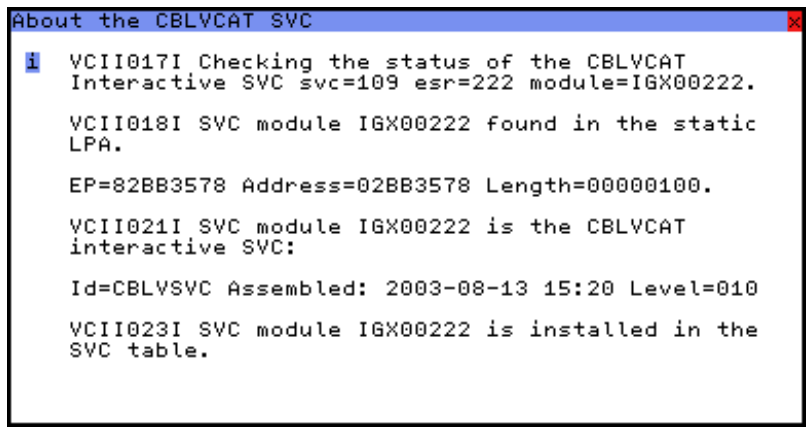 About the CBLVCAT SVC
x
i VCII017I Checking the status of the CBLVCAT
Interactive SVC svc=109 esr=222 module=IGX00222.
VCII018I SVC module IGX00222 found in the static
LPA.
EP=82BB3578 Address=02BB3578 Length=00000100.
VCII021I SVC module IGX00222 is the CBLVCAT
interactive SVC:
Id=CBLVSVC Assembled: 2003-08-13 15:20 Level=010
VCII023I SVC module IGX00222 is installed in the
SVC table.